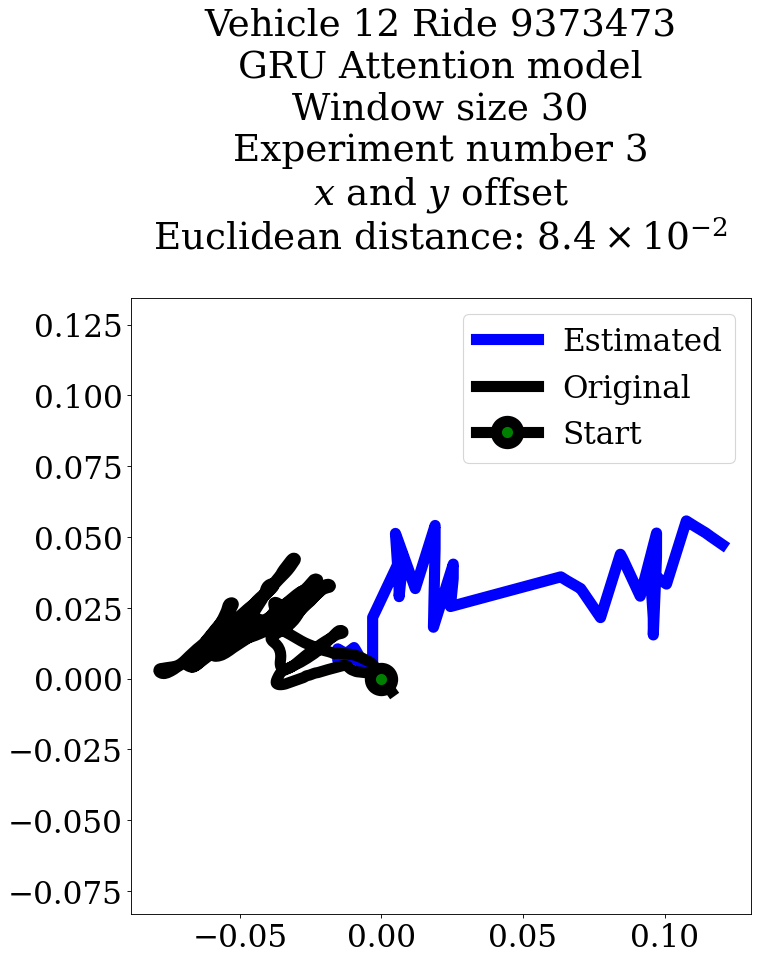 Vehicle 12 Ride 9373473
GRU Attention model
Window size 30
Experiment number 3
x and y offset
Euclidean distance: 8.4 × 10⁻²
Estimated
Original
Start
0.125
0.100
0.075
0.050
0.025
0.000
−0.025
−0.050
−0.075
−0.05 0.00 0.05 0.10